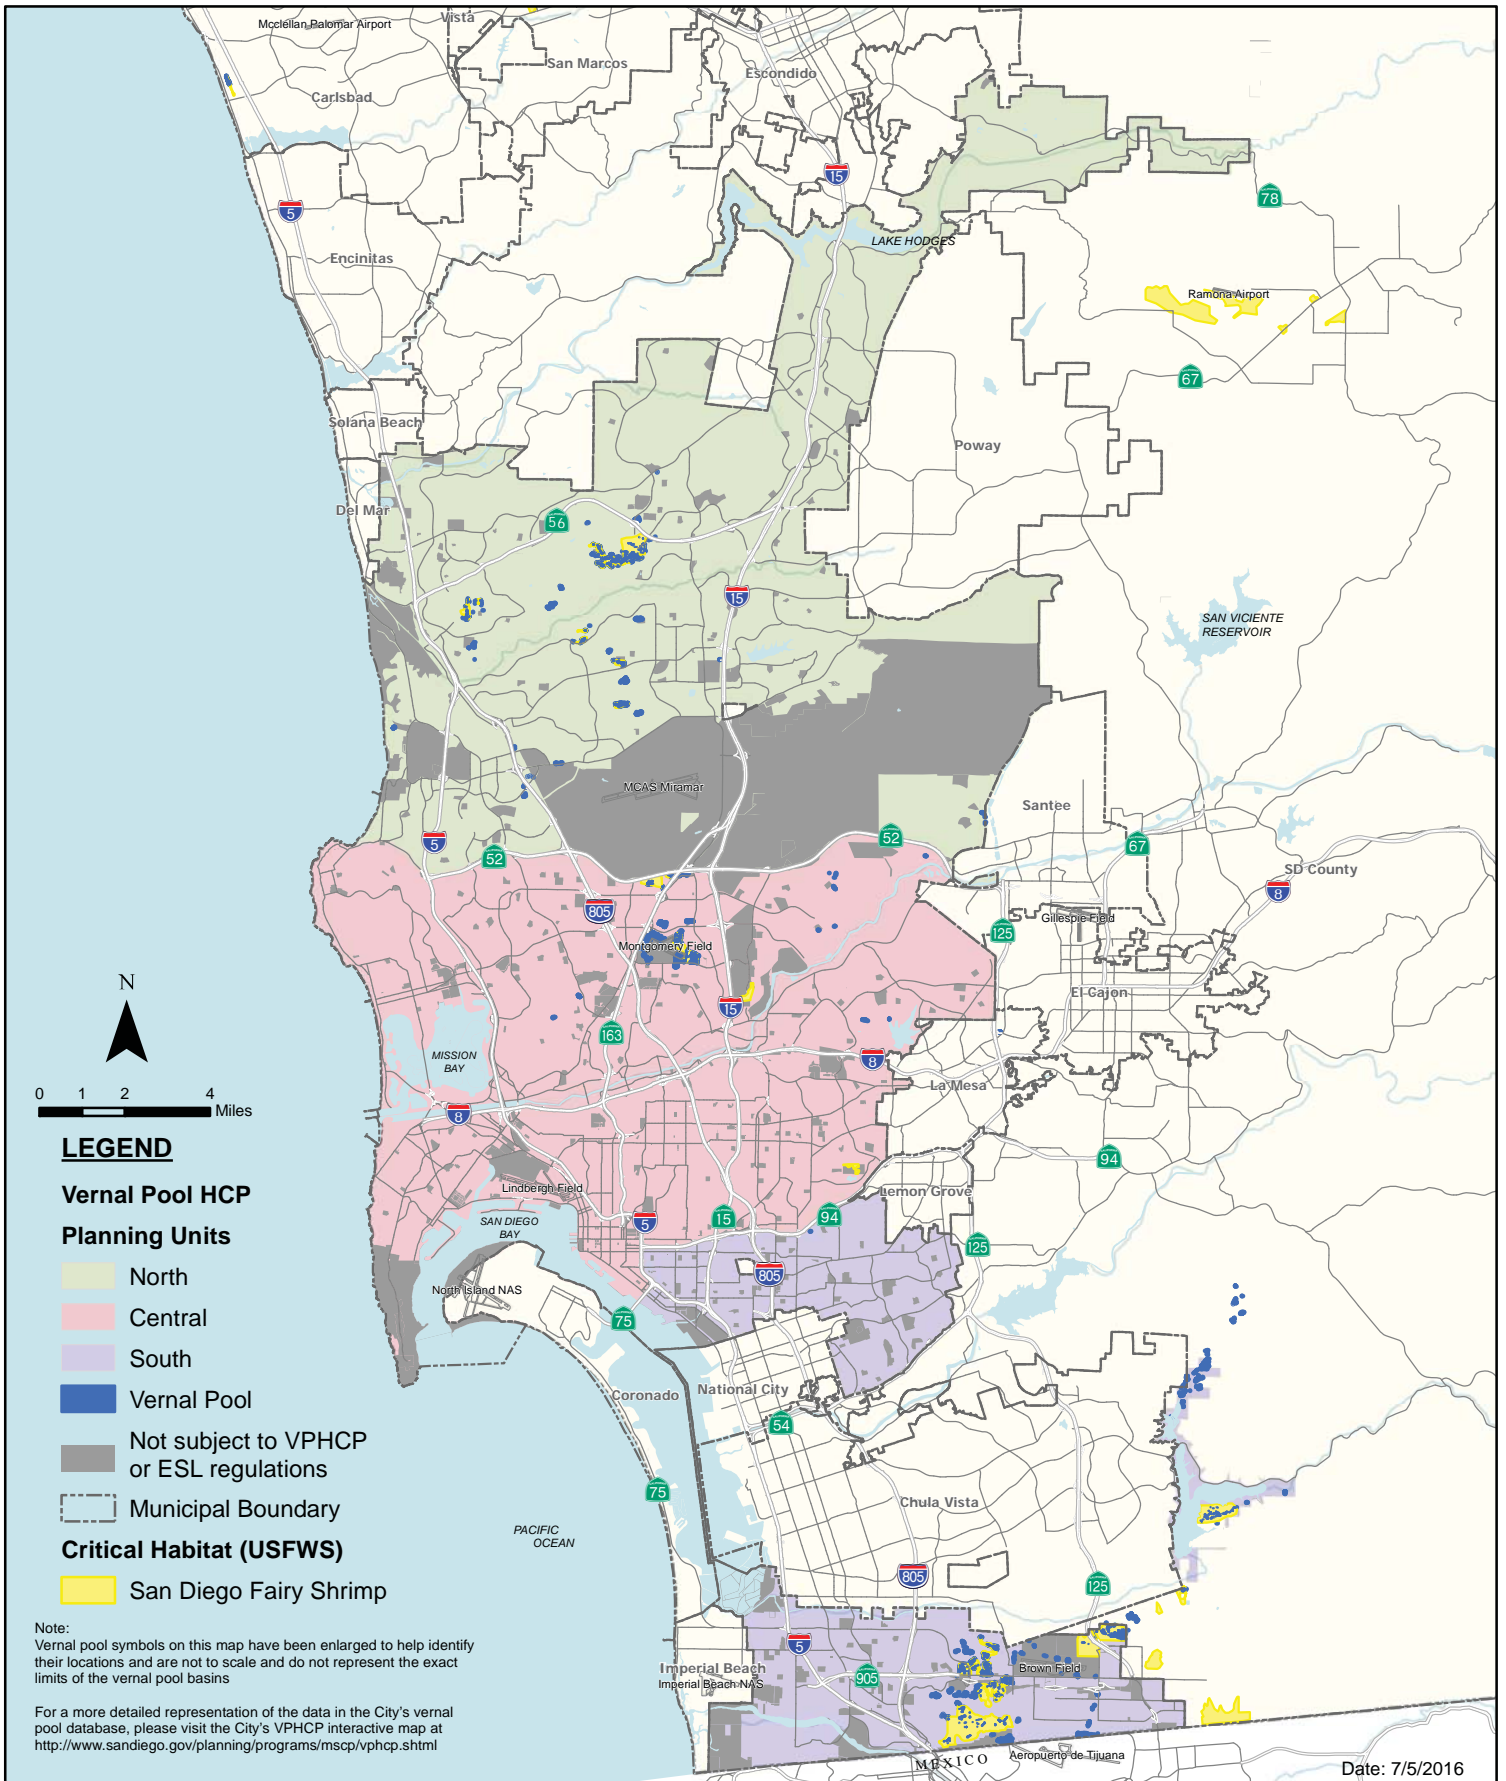 Mcclellan Palomar Airport
Vista
San Marcos
Escondido
Carlsbad
15
78
5
LAKE HODGES
Encinitas
Ramona Airport
67
Solana Beach
Poway
Del Mar
56
15
SAN VICIENTE
RESERVOIR
MCAS Miramar
Santee
5
52
52
67
SD County
8
805
Gillespie Field
125
Montgomery Field
N
El Cajon
15
163
MISSION
BAY
8
La Mesa
0 1 2 4
Miles
8
94
LEGEND
Vernal Pool HCP
Planning Units
North
Central
South
Vernal Pool
Not subject to VPHCP
or ESL regulations
Municipal Boundary
Critical Habitat (USFWS)
San Diego Fairy Shrimp
Lindbergh Field
Lemon Grove
SAN DIEGO
BAY
5
15
94
125
805
North Island NAS
75
Coronado
National City
54
75
Chula Vista
PACIFIC
OCEAN
805
125
5
Imperial Beach
Imperial Beach NAS
905
Brown Field
MEXICO
Aeropuerto de Tijuana
Note:
Vernal pool symbols on this map have been enlarged to help identify
their locations and are not to scale and do not represent the exact
limits of the vernal pool basins
For a more detailed representation of the data in the City's vernal
pool database, please visit the City's VPHCP interactive map at
http://www.sandiego.gov/planning/programs/mscp/vphcp.shtml
Date: 7/5/2016